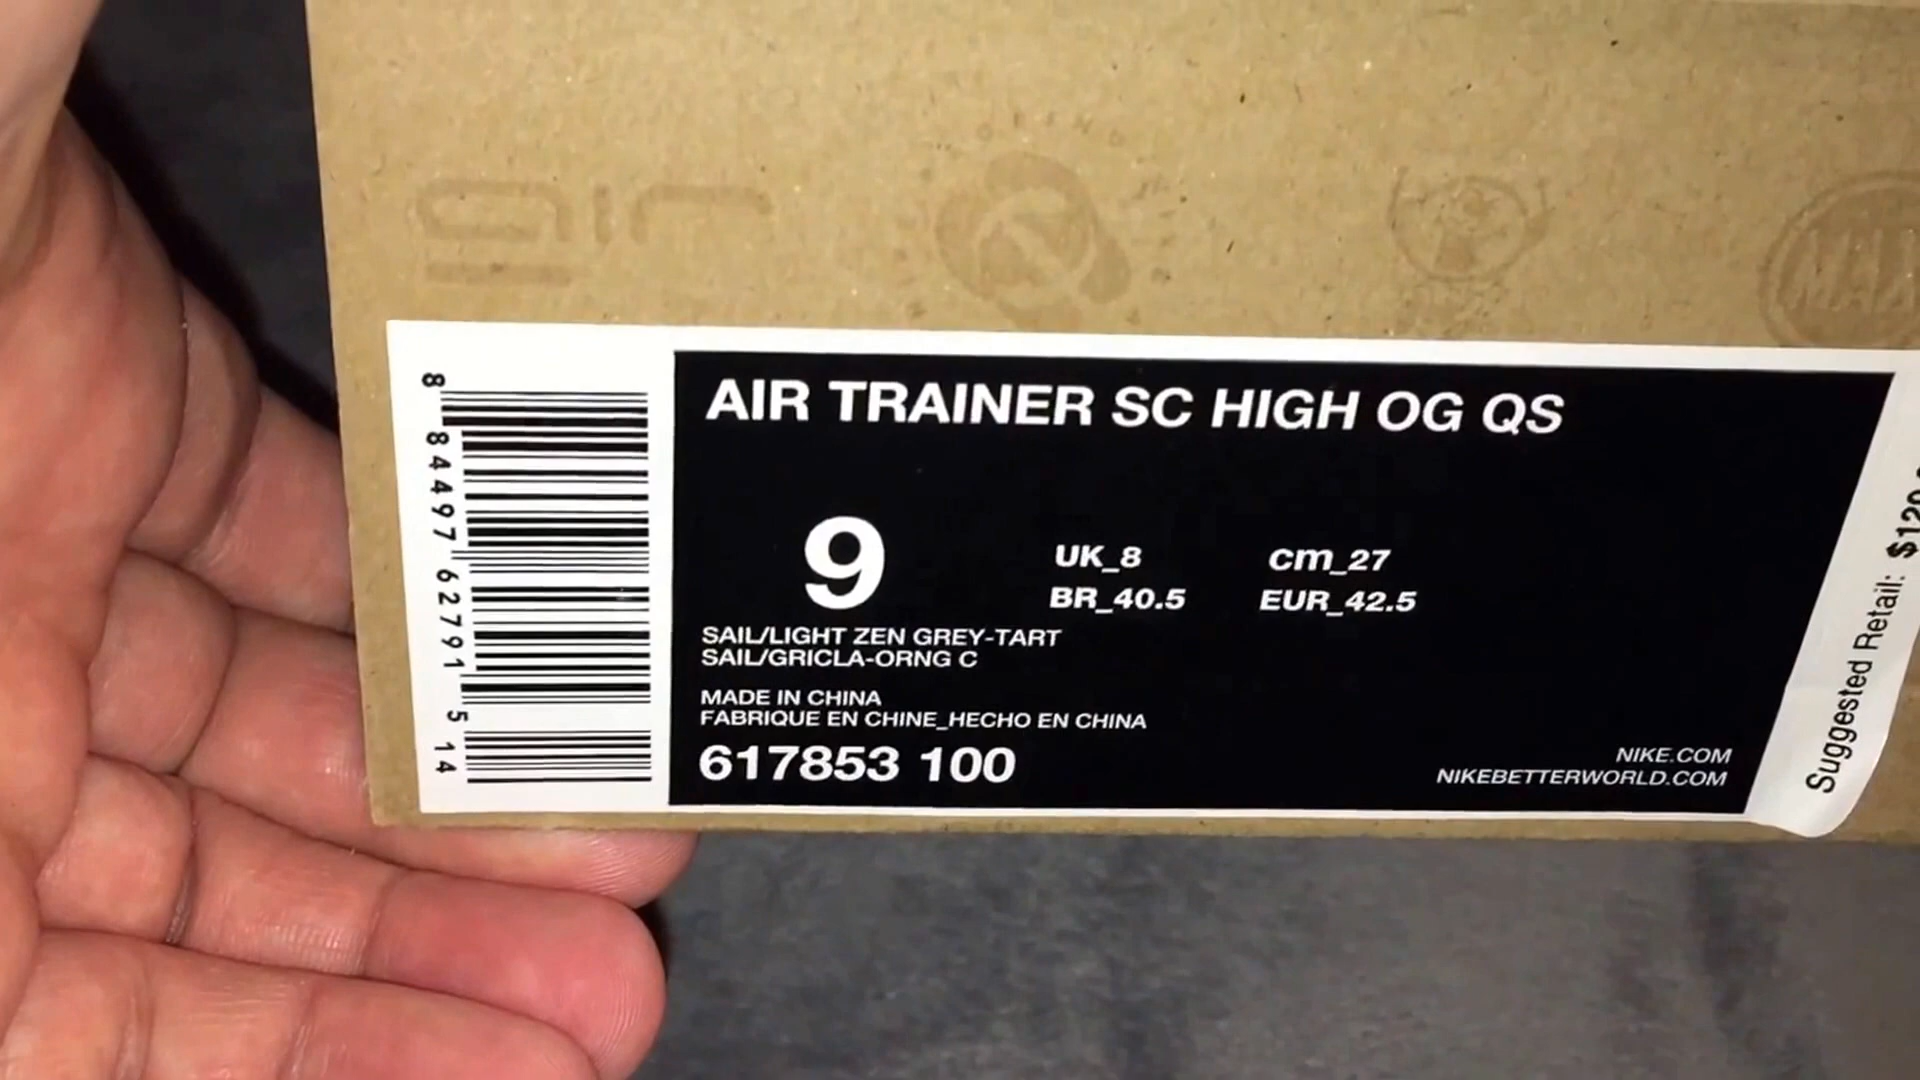 air
AIR TRAINER SC HIGH OG QS
9
UK_8 cm_27
BR_40.5 EUR_42.5
SAIL/LIGHT ZEN GREY-TART
SAIL/GRICLA-ORNG C
MADE IN CHINA
FABRIQUE EN CHINE_HECHO EN CHINA
617853 100
NIKE.COM
NIKEBETTERWORLD.COM
8 84497 62791 5 14
Suggested Retail: